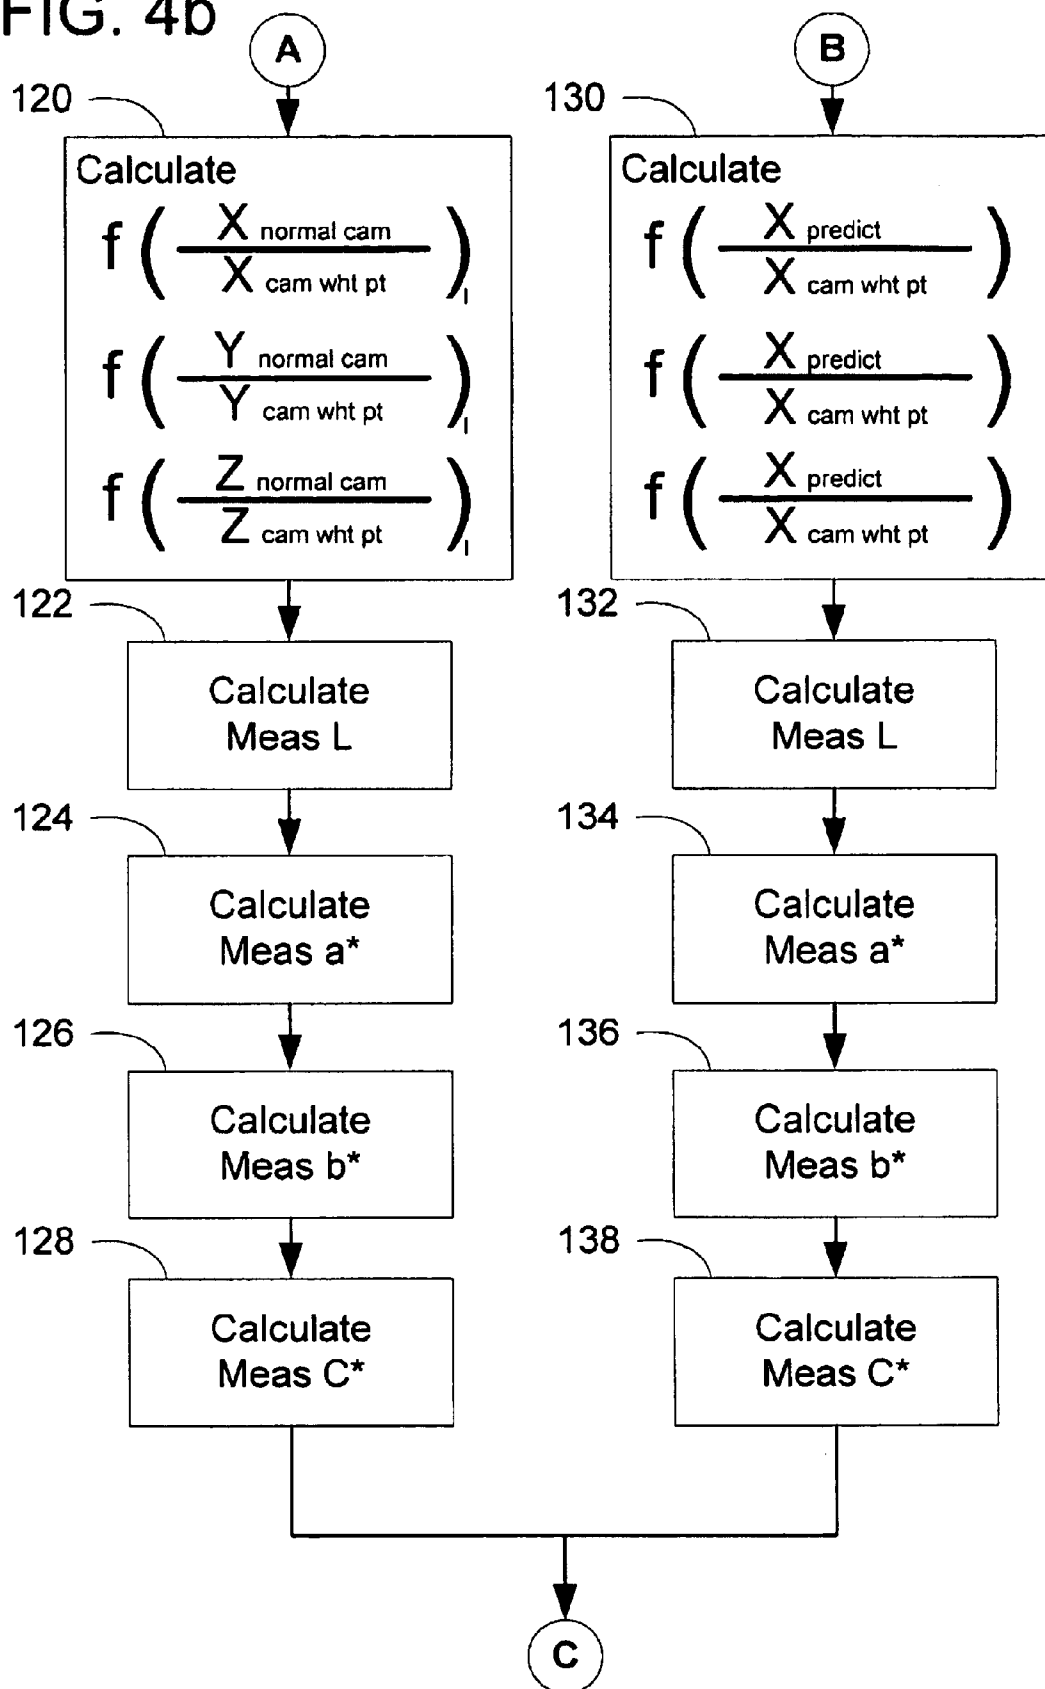 FIG. 4b
A
B
120
130
Calculate
f ( X normal cam / X cam wht pt ),
f ( Y normal cam / Y cam wht pt ),
f ( Z normal cam / Z cam wht pt ),
Calculate
f ( X predict / X cam wht pt )
f ( X predict / X cam wht pt )
f ( X predict / X cam wht pt )
122
Calculate
Meas L
132
Calculate
Meas L
124
Calculate
Meas a*
134
Calculate
Meas a*
126
Calculate
Meas b*
136
Calculate
Meas b*
128
Calculate
Meas C*
138
Calculate
Meas C*
C